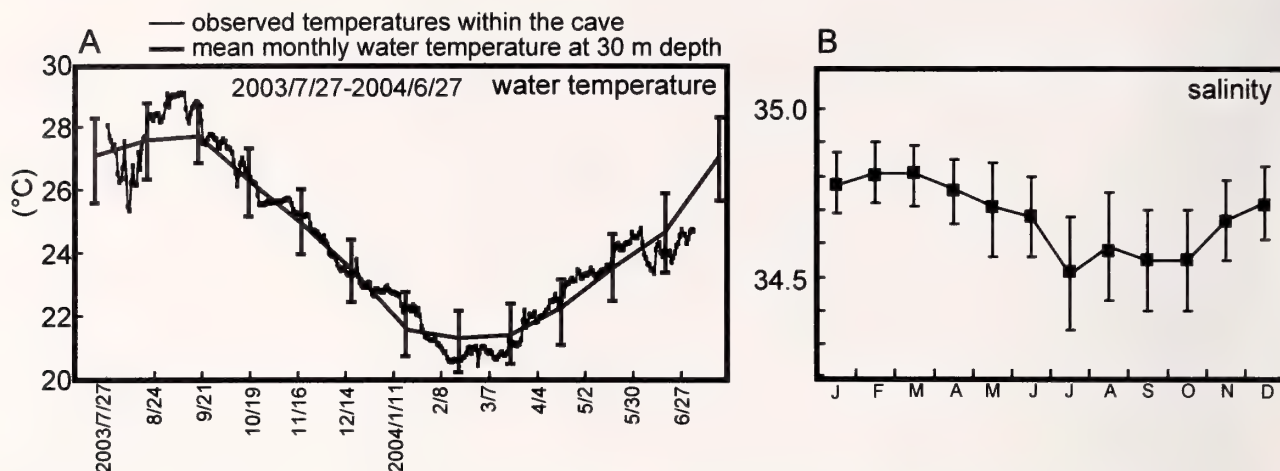 A
observed temperatures within the cave
mean monthly water temperature at 30 m depth
2003/7/27-2004/6/27 water temperature
(°C)
30
28
26
24
22
20
2003/7/27 8/24 9/21 10/19 11/16 12/14 2004/1/11 2/8 3/7 4/4 5/2 5/30 6/27
B
salinity
35.0
34.5
J F M A M J J A S O N D